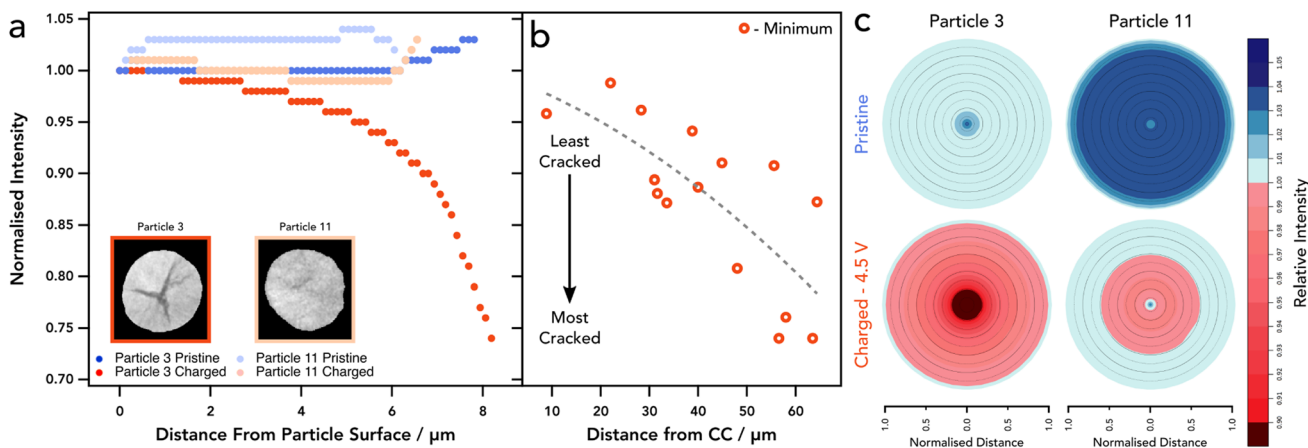 a
Normalised Intensity
1.05
1.00
0.95
0.90
0.85
0.80
0.75
0.70
Particle 3
Particle 11
Particle 3 Pristine
Particle 11 Pristine
Particle 3 Charged
Particle 11 Charged
0
2
4
6
8
Distance From Particle Surface / μm
b
- Minimum
Least
Cracked
Most
Cracked
10
20
30
40
50
60
Distance from CC / μm
c
Particle 3
Particle 11
Pristine
Charged - 4.5 V
1.0
0.5
0.0
0.5
1.0
Normalised Distance
1.0
0.5
0.0
0.5
1.0
Normalised Distance
1.05
1.04
1.05
1.03
1.02
1.01
1.00
0.99
0.98
0.97
0.96
0.95
0.94
0.93
0.92
0.91
0.90
Relative Intensity